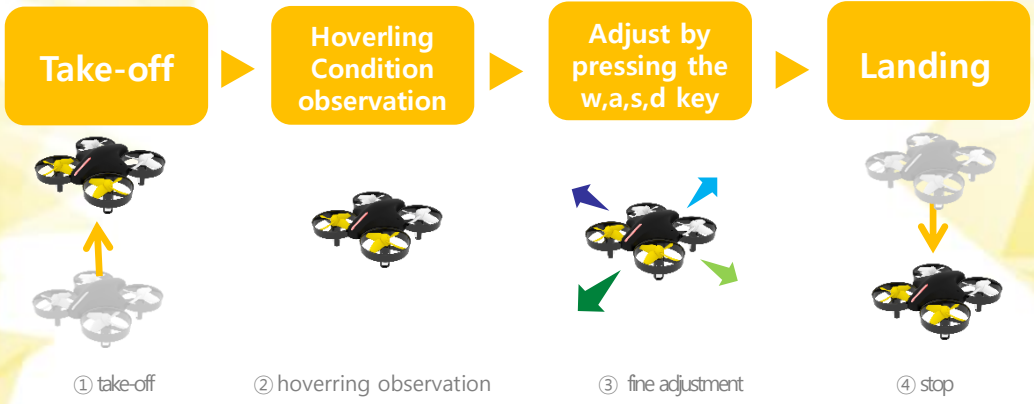 Take-off
Hoverling
Condition
observation
Adjust by
pressing the
w,a,s,d key
Landing
① take-off
② hoverring observation
③ fine adjustment
④ stop